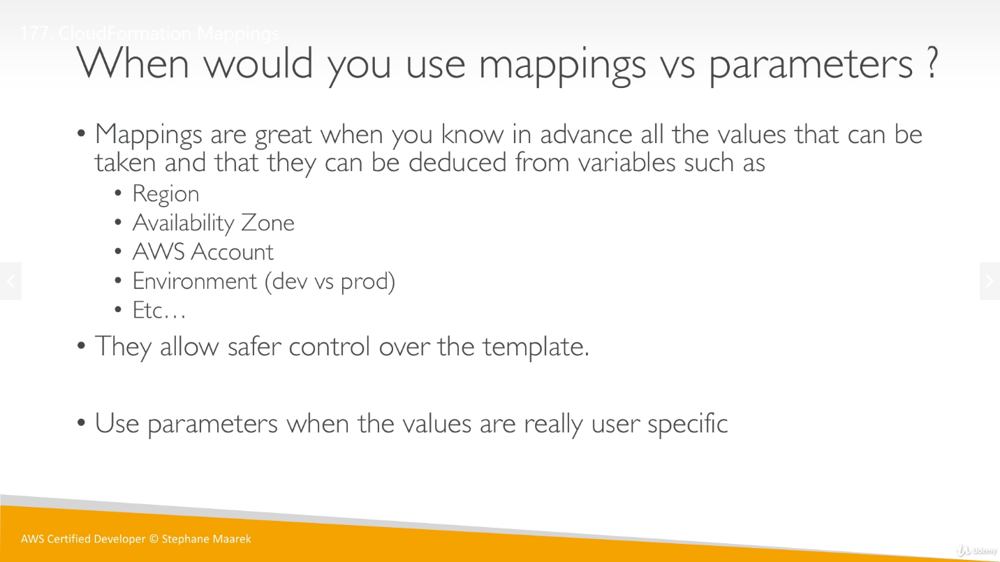 177. CloudFormation Mappings
When would you use mappings vs parameters ?
• Mappings are great when you know in advance all the values that can be
taken and that they can be deduced from variables such as
• Region
• Availability Zone
• AWS Account
• Environment (dev vs prod)
• Etc…
• They allow safer control over the template.
• Use parameters when the values are really user specific
AWS Certified Developer © Stephane Maarek
Udemy